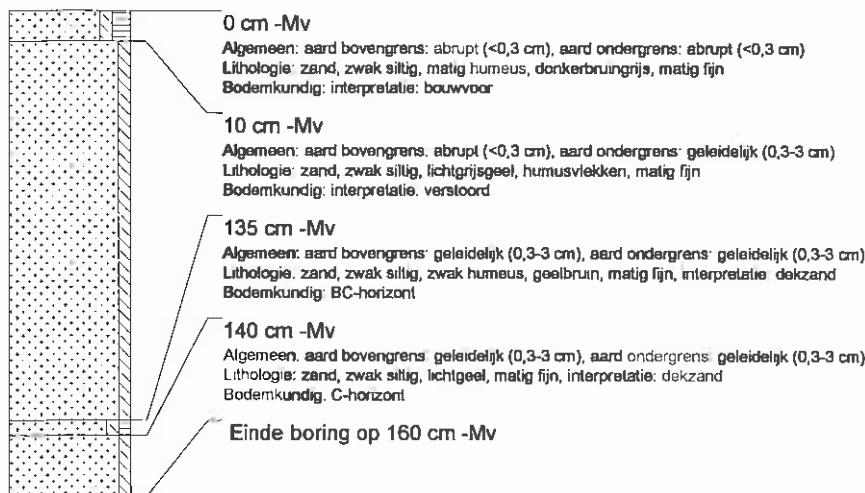 0 cm -Mv
Algemeen: aard bovengrens: abrupt (<0,3 cm), aard ondergrens: abrupt (<0,3 cm)
Lithologie: zand, zwak siltig, matig humeus, donkerbruingrijs, matig fijn
Bodemkundig: interpretatie: bouwvoor
10 cm -Mv
Algemeen: aard bovengrens: abrupt (<0,3 cm), aard ondergrens: geleidelijk (0,3-3 cm)
Lithologie: zand, zwak siltig, lichtgrijsgeel, humusvlekken, matig fijn
Bodemkundig: interpretatie: verstoord
135 cm -Mv
Algemeen: aard bovengrens: geleidelijk (0,3-3 cm), aard ondergrens: geleidelijk (0,3-3 cm)
Lithologie: zand, zwak siltig, zwak humeus, geelbruin, matig fijn, interpretatie: dekzand
Bodemkundig: BC-horizont
140 cm -Mv
Algemeen: aard bovengrens: geleidelijk (0,3-3 cm), aard ondergrens: geleidelijk (0,3-3 cm)
Lithologie: zand, zwak siltig, lichtgeel, matig fijn, interpretatie: dekzand
Bodemkundig: C-horizont
Einde boring op 160 cm -Mv